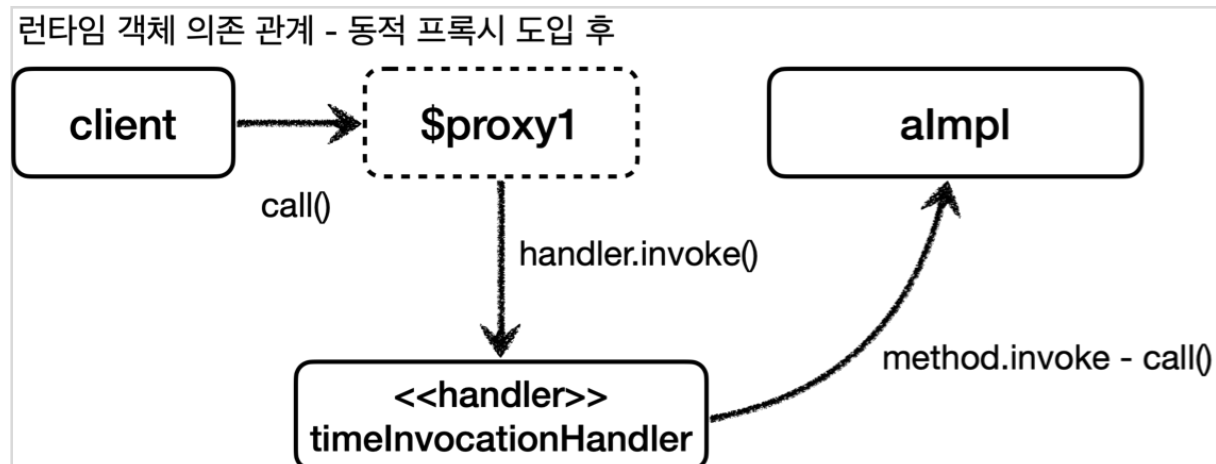 런타임 객체 의존 관계 - 동적 프록시 도입 후
client
$proxy1
aImpl
call()
handler.invoke()
method.invoke - call()
<<handler>>
timeInvocationHandler